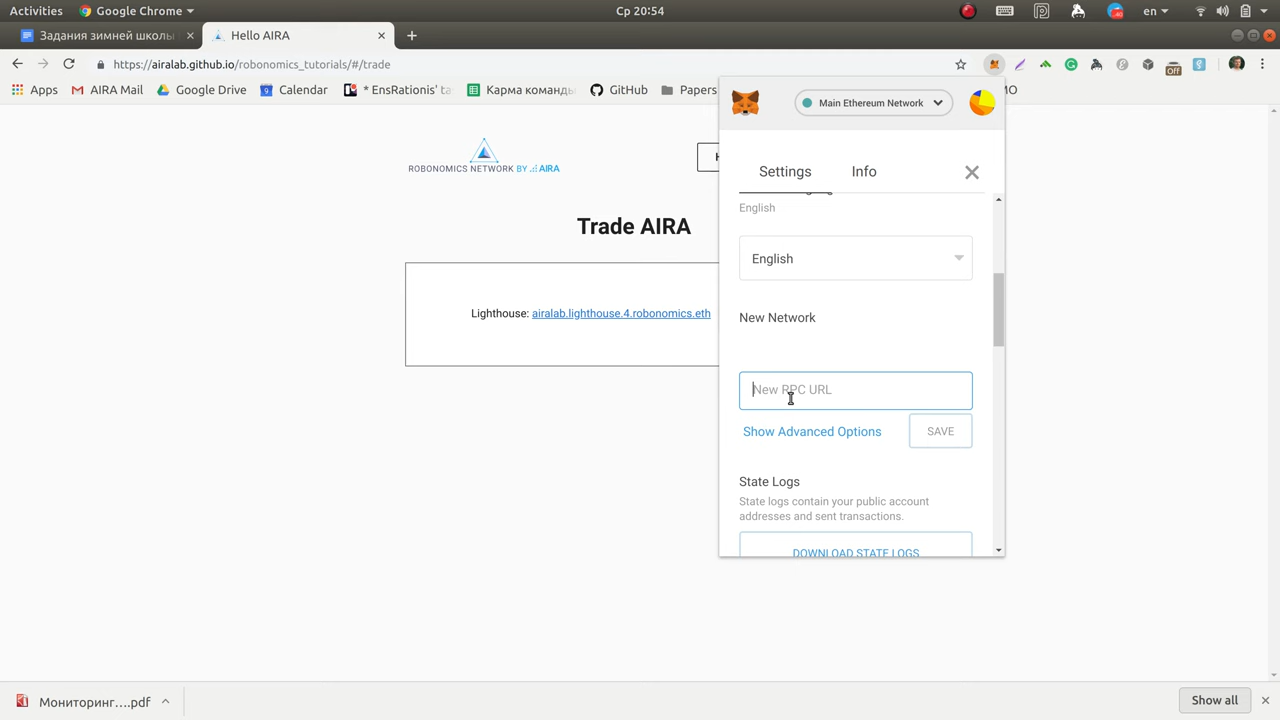 Activities
Google Chrome
Ср 20:54
en
Задания зимней школы
Hello AIRA
https://airalab.github.io/robonomics_tutorials/#/trade
Off
Apps
AIRA Mail
Google Drive
Calendar
* EnsRationis' ta
Карма команды
GitHub
Papers
Main Ethereum Network
ROBONOMICS NETWORK BY AIRA
Settings
Info
English
Trade AIRA
English
Lighthouse: airalab.lighthouse.4.robonomics.eth
New Network
New RPC URL
Show Advanced Options
SAVE
State Logs
State logs contain your public account
addresses and sent transactions.
DOWNLOAD STATE LOGS
Мониторинг....pdf
Show all